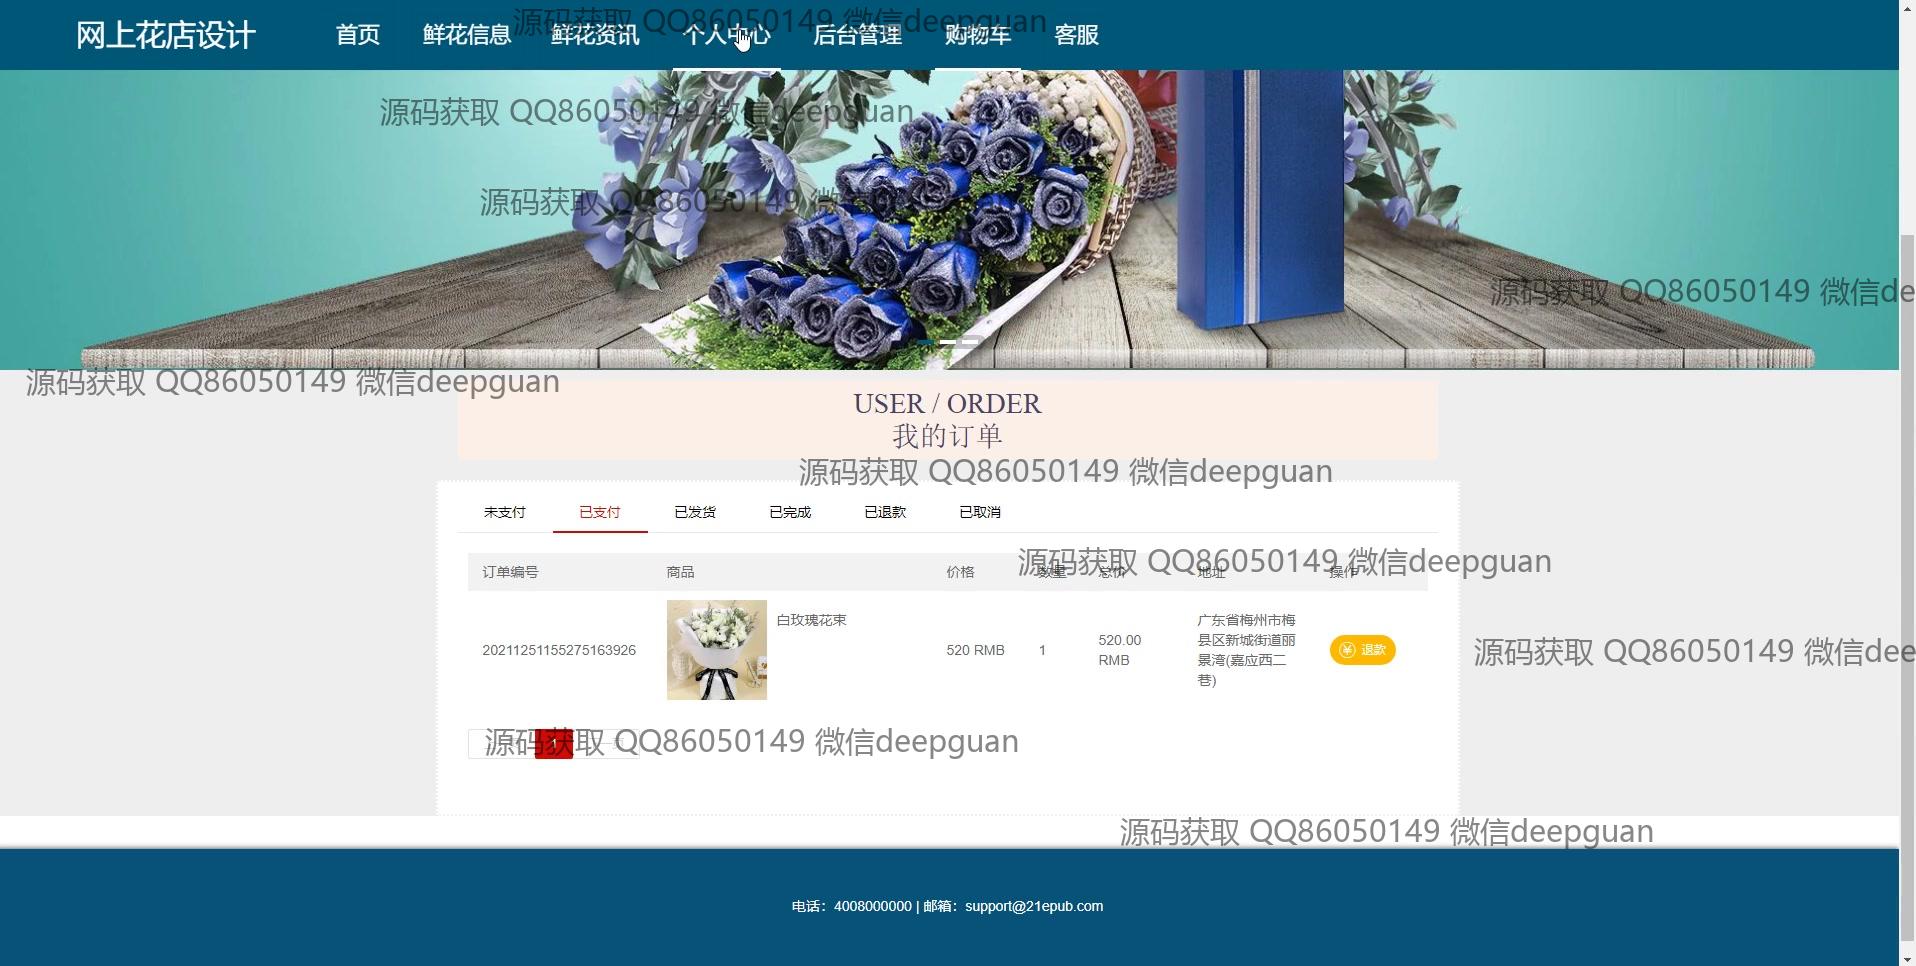 网上花店设计
首页 鲜花信息 鲜花资讯 个人中心 后台管理 购物车 客服
源码获取 QQ86050149 微信deepguan
源码获取 QQ86050149 微信deepguan
源码获取 QQ86050149 微信deepguan
源码获取 QQ86050149 微信de
源码获取 QQ86050149 微信deepguan
USER / ORDER
我的订单
源码获取 QQ86050149 微信deepguan
未支付 已支付 已发货 已完成 已退款 已取消
源码获取 QQ86050149 微信deepguan
订单编号 商品 价格 数量 总价 地址 操作
20211251155275163926 白玫瑰花束 520 RMB 1 520.00 RMB 广东省梅州市梅县区新城街道丽景湾(嘉应西二巷) 退款
源码获取 QQ86050149 微信dee
1
源码获取 QQ86050149 微信deepguan
源码获取 QQ86050149 微信deepguan
电话：4008000000 | 邮箱：support@21epub.com